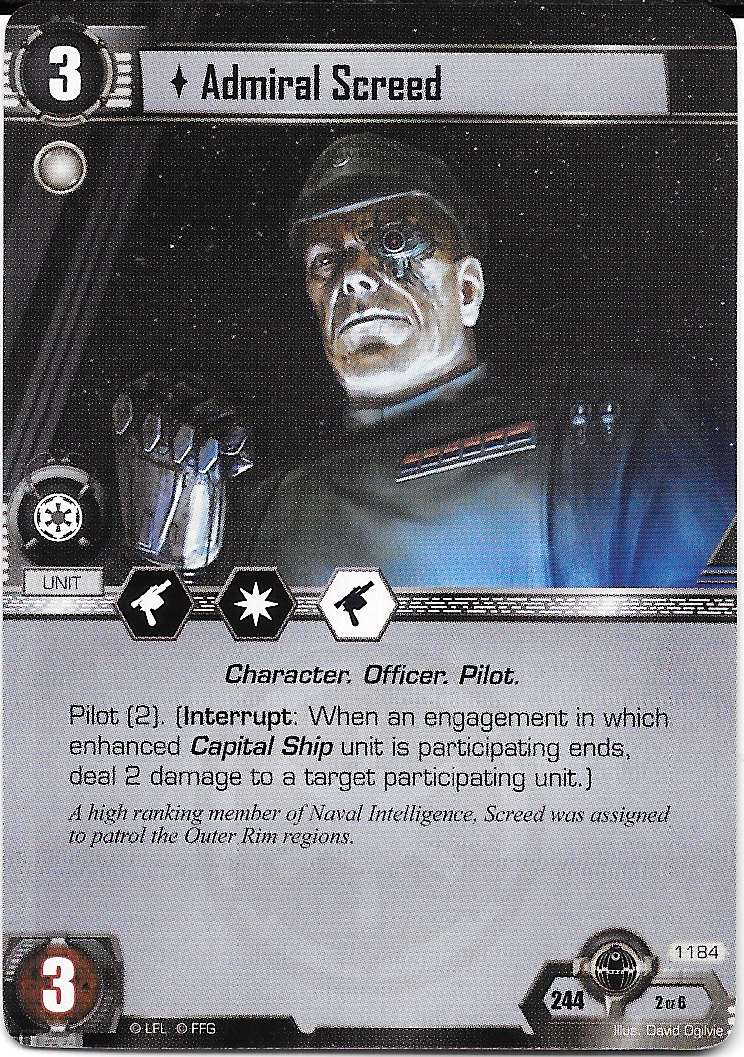 3
Admiral Screed
UNIT
Character. Officer. Pilot.
Pilot (2). (Interrupt: When an engagement in which
enhanced Capital Ship unit is participating ends,
deal 2 damage to a target participating unit.)
A high ranking member of Naval Intelligence, Screed was assigned
to patrol the Outer Rim regions.
3
1184
244
2 OF 6
© LFL © FFG
Illus. David Ogilvie